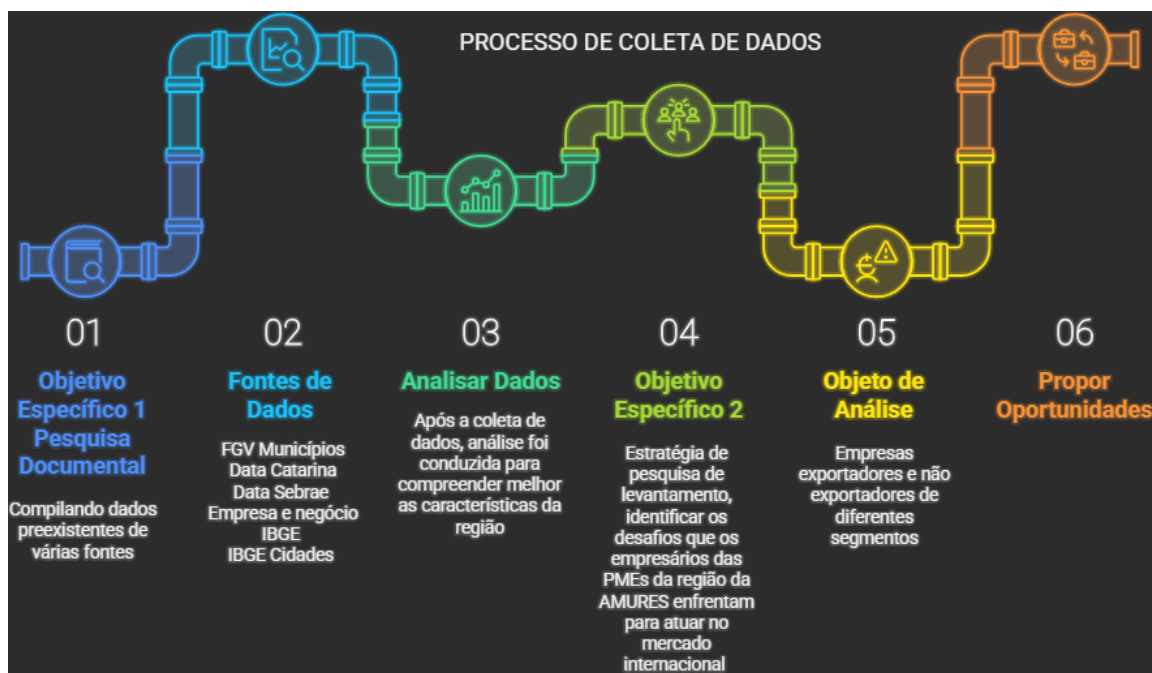 PROCESSO DE COLETA DE DADOS
01
Objetivo
Específico 1
Pesquisa
Documental
Compilando dados
preexistentes de
várias fontes
02
Fontes de
Dados
FGV Municípios
Data Catarina
Data Sebrae
Empresa e negócio
IBGE
IBGE Cidades
03
Analisar Dados
Após a coleta de
dados, análise foi
conduzida para
compreender melhor
as características da
região
04
Objetivo
Específico 2
Estratégia de
pesquisa de
levantamento,
identificar os
desafios que os
empresários das
PMEs da região da
AMURES enfrentam
para atuar no
mercado
internacional
05
Objeto de
Análise
Empresas
exportadores e não
exportadores de
diferentes
segmentos
06
Propor
Oportunidades